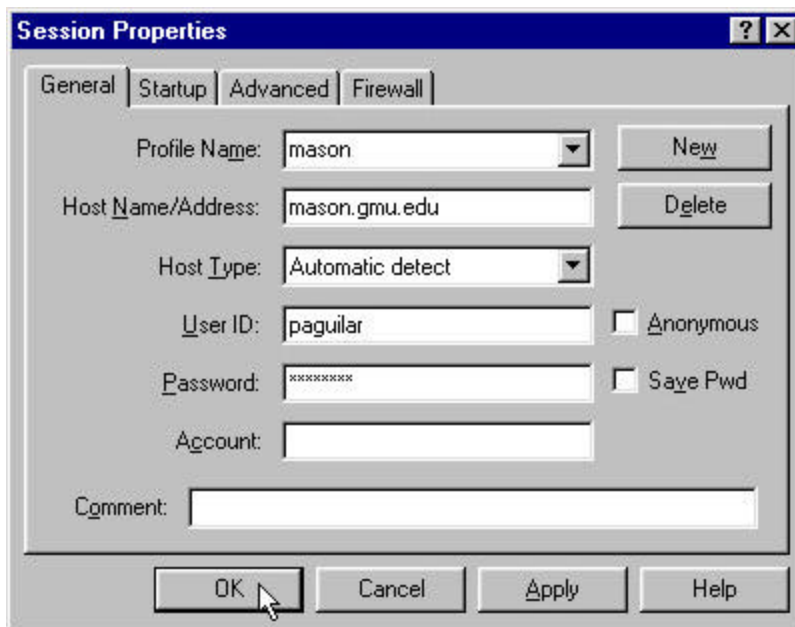 Session Properties
General Startup Advanced Firewall
Profile Name: mason New
Host Name/Address: mason.gmu.edu Delete
Host Type: Automatic detect
User ID: paguilar Anonymous
Password: ******** Save Pwd
Account:
Comment:
OK Cancel Apply Help